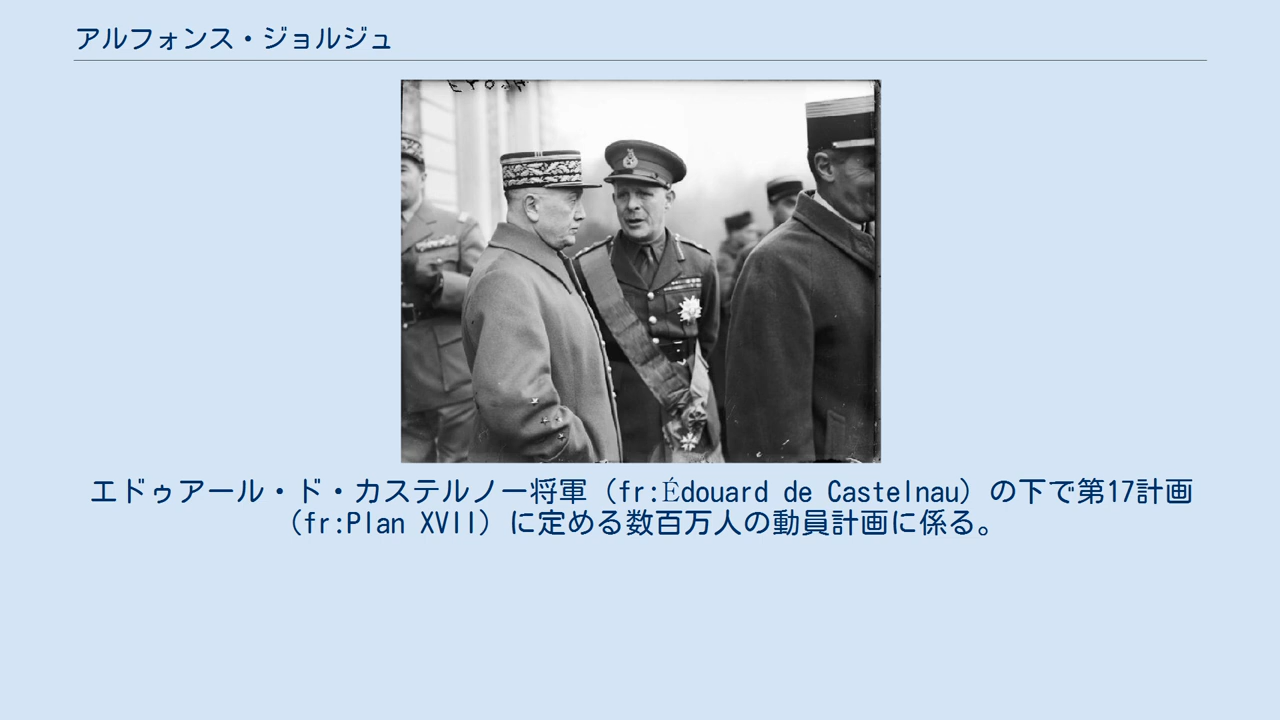 アルフォンス・ジョルジュ
エドゥアール・ド・カステルノー将軍（fr:Édouard de Castelnau）の下で第17計画
（fr:Plan XVII）に定める数百万人の動員計画に係る。